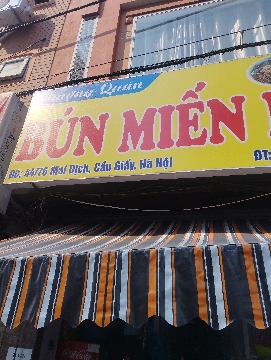 Quán
BÚN MIẾN
ĐC: 44/76 Mai Dịch, Cầu Giấy, Hà Nội
ĐT: